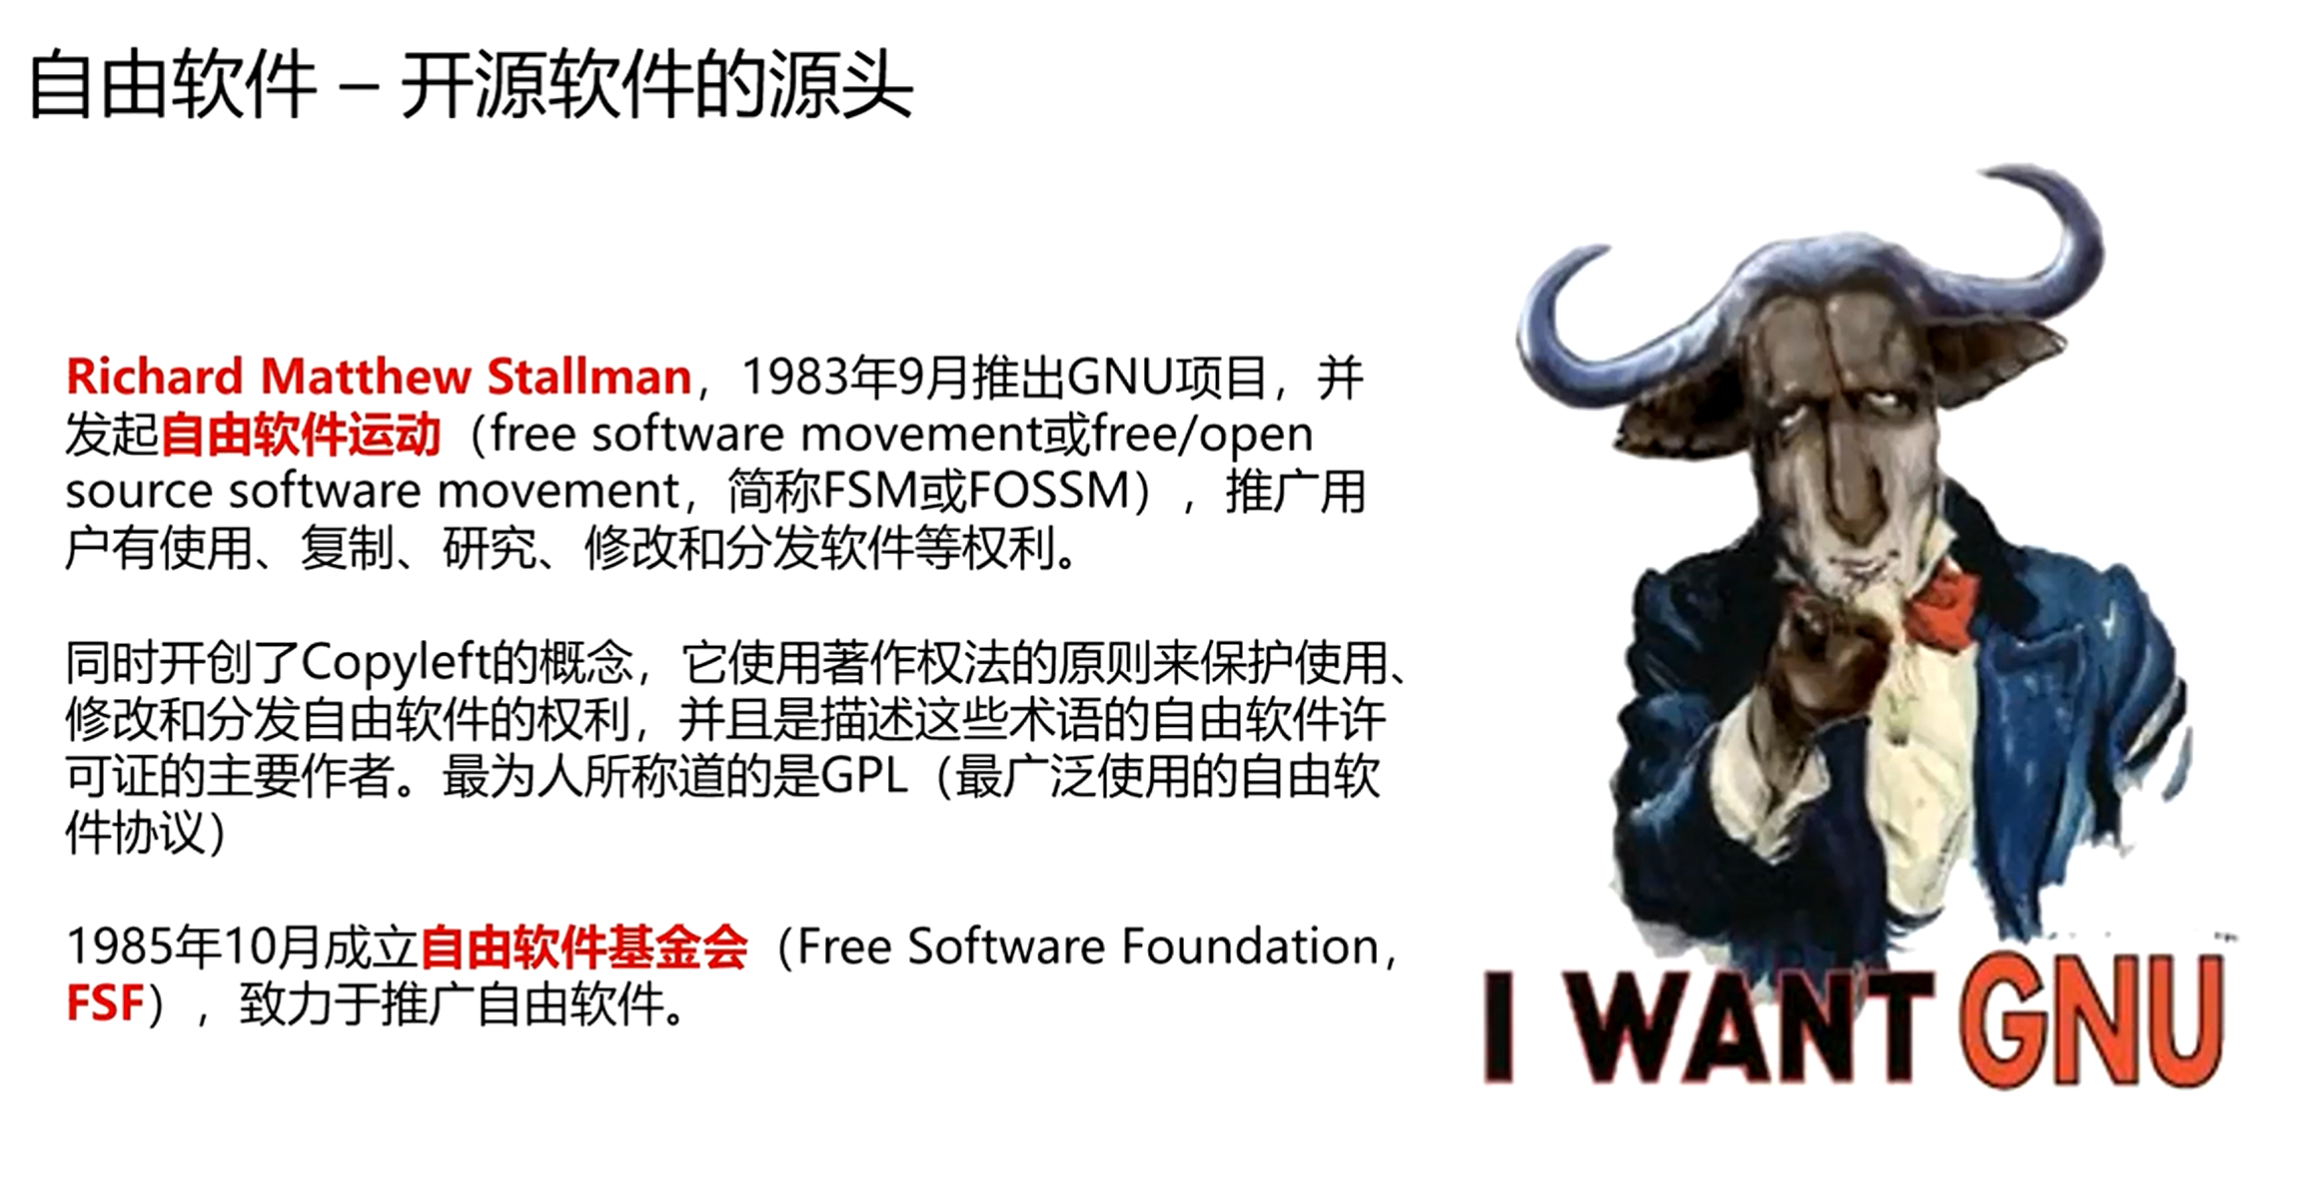 自由软件 – 开源软件的源头
Richard Matthew Stallman，1983年9月推出GNU项目，并
发起自由软件运动（free software movement或free/open
source software movement，简称FSM或FOSSM），推广用
户有使用、复制、研究、修改和分发软件等权利。
同时开创了Copyleft的概念，它使用著作权法的原则来保护使用、
修改和分发自由软件的权利，并且是描述这些术语的自由软件许
可证的主要作者。最为人所称道的是GPL（最广泛使用的自由软
件协议）
1985年10月成立自由软件基金会（Free Software Foundation，
FSF），致力于推广自由软件。
I WANT GNU